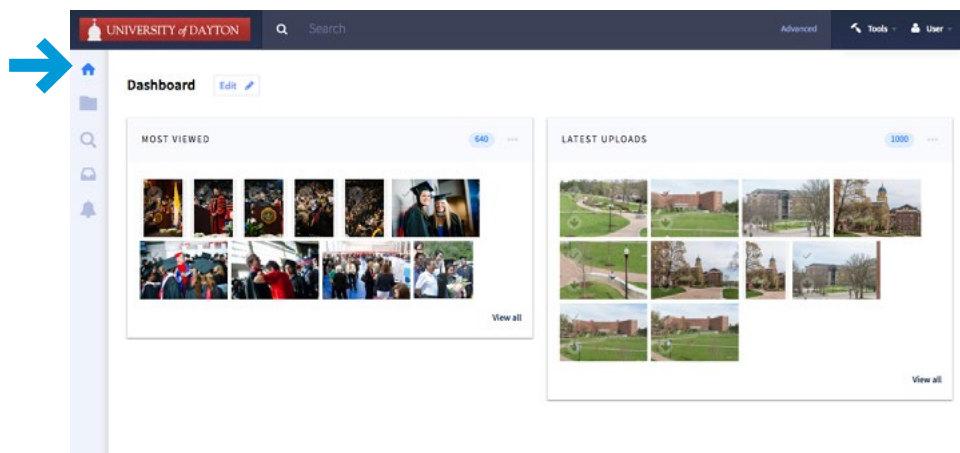 UNIVERSITY of DAYTON
Search
Advanced
Tools
User
Dashboard
Edit
MOST VIEWED
640
LATEST UPLOADS
1000
View all
View all